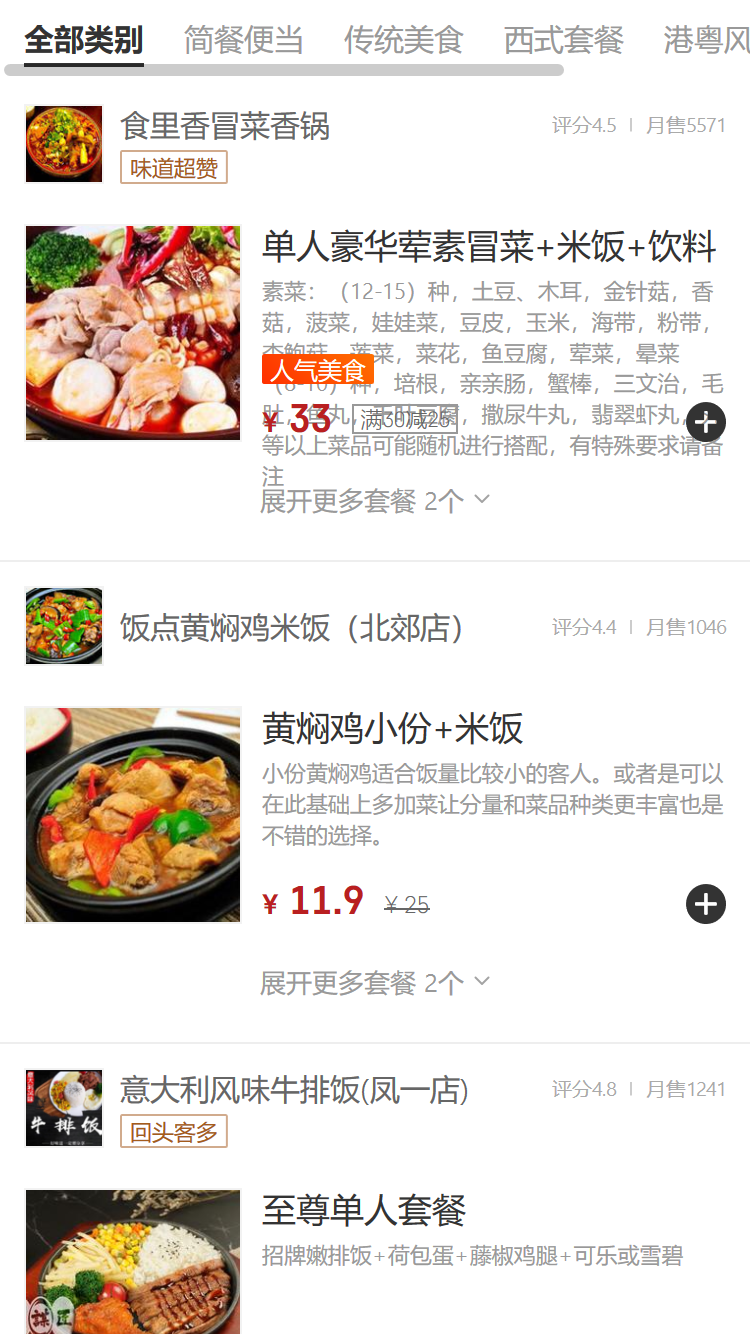 全部类别 简餐便当 传统美食 西式套餐 港粤风
食里香冒菜香锅 评分4.5 月售5571
味道超赞
单人豪华荤素冒菜+米饭+饮料
素菜：（12-15）种，土豆、木耳，金针菇，香
菇，菠菜，娃娃菜，豆皮，玉米，海带，粉带，
菜，菜花，鱼豆腐，荤菜，晕菜
人气美食
（8-10）种，培根，亲亲肠，蟹棒，三文治，毛
肚，鱼丸，腐，撒尿牛丸，翡翠虾丸，
¥ 33 满30减25
等以上菜品可能随机进行搭配，有特殊要求请备
注
展开更多套餐 2个
饭点黄焖鸡米饭（北郊店） 评分4.4 月售1046
黄焖鸡小份+米饭
小份黄焖鸡适合饭量比较小的客人。或者是可以
在此基础上多加菜让分量和菜品种类更丰富也是
不错的选择。
¥ 11.9 ¥ 25
展开更多套餐 2个
意大利风味牛排饭(凤一店) 评分4.8 月售1241
牛排饭
回头客多
至尊单人套餐
招牌嫩排饭+荷包蛋+藤椒鸡腿+可乐或雪碧